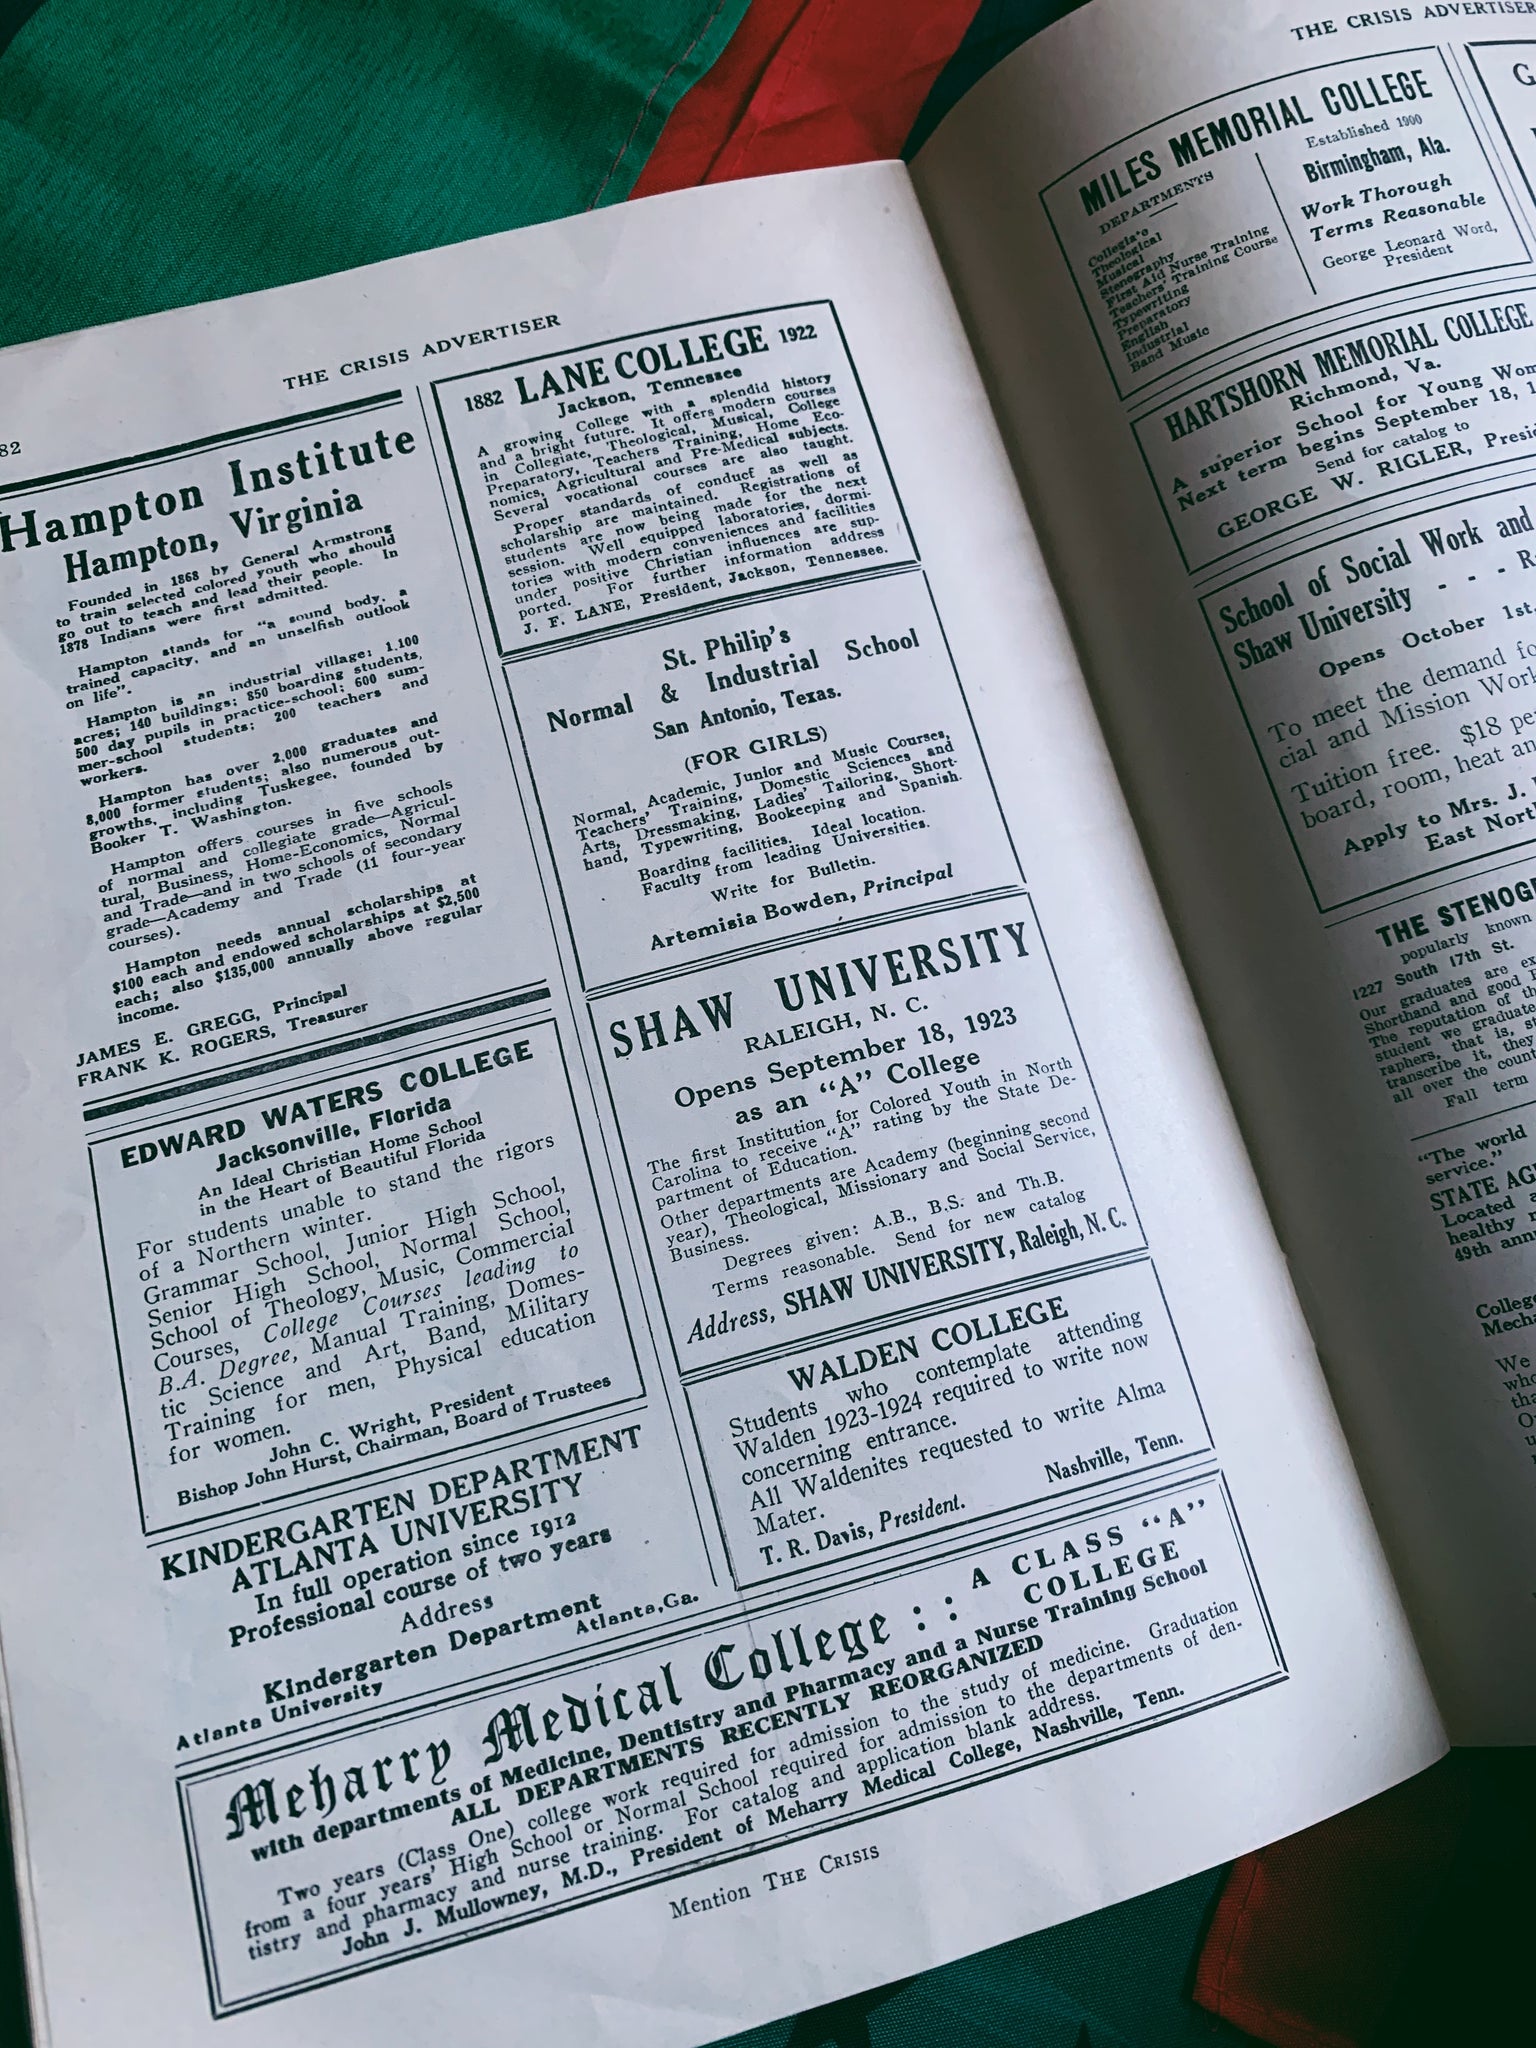 82
THE CRISIS ADVERTISER
Hampton Institute
Hampton, Virginia
Founded in 1868 by General Armstrong
to train selected colored youth who should
go out to teach and lead their people. In
1878 Indians were first admitted.
Hampton stands for "a sound body, a
trained capacity, and an unselfish outlook
on life".
Hampton is an industrial village; 1,100
acres; 140 buildings; 850 boarding students,
500 day pupils in practice-school; 600 sum-
mer-school students; 200 teachers and
workers.
Hampton has over 2,000 graduates and
8,000 former students; also numerous out-
growths, including Tuskegee, founded by
Booker T. Washington.
Hampton offers courses in five schools
of normal and collegiate grade—Agricul-
tural, Business, Home-Economics, Normal
and Trade—and in two schools of secondary
grade—Academy and Trade (11 four-year
courses).
Hampton needs annual scholarships at
$100 each and endowed scholarships at $2,500
each; also $135,000 annually above regular
income.
JAMES E. GREGG, Principal
FRANK K. ROGERS, Treasurer
EDWARD WATERS COLLEGE
Jacksonville, Florida
An Ideal Christian Home School
in the Heart of Beautiful Florida
For students unable to stand the rigors
of a Northern winter.
Grammar School, Junior High School,
Senior High School, Normal School,
School of Theology, Music, Commercial
Courses, College Courses leading to
B.A. Degree, Manual Training, Domes-
tic Science and Art, Band, Military
Training for men, Physical education
for women.
John C. Wright, President
Bishop John Hurst, Chairman, Board of Trustees
KINDERGARTEN DEPARTMENT
ATLANTA UNIVERSITY
In full operation since 1912
Professional course of two years
Address
Kindergarten Department
Atlanta University Atlanta, Ga.
1882 LANE COLLEGE 1922
Jackson, Tennessee
A growing College with a splendid history
and a bright future. It offers modern courses
in Collegiate, Theological, Musical, College
Preparatory, Teachers Training, Home Eco-
nomics, Agricultural and Pre-Medical subjects.
Several vocational courses are also taught.
Proper standards of conduct as well as
scholarship are maintained. Registrations of
students are now being made for the next
session. Well equipped laboratories, dormi-
tories with modern conveniences and facilities
under positive Christian influences are sup-
ported. For further information address
J. F. LANE, President, Jackson, Tennessee.
St. Philip's
Normal & Industrial School
San Antonio, Texas.
(FOR GIRLS)
Normal, Academic, Junior and Music Courses,
Teachers' Training, Domestic Sciences and
Arts, Dressmaking, Ladies' Tailoring, Short-
hand, Typewriting, Bookeeping and Spanish.
Boarding facilities. Ideal location.
Faculty from leading Universities.
Write for Bulletin.
Artemisia Bowden, Principal
SHAW UNIVERSITY
RALEIGH, N. C.
Opens September 18, 1923
as an "A" College
The first Institution for Colored Youth in North
Carolina to receive "A" rating by the State De-
partment of Education.
Other departments are Academy (beginning second
year), Theological, Missionary and Social Service,
Business.
Degrees given: A.B., B.S. and Th.B.
Terms reasonable. Send for new catalog
Address, SHAW UNIVERSITY, Raleigh, N. C.
WALDEN COLLEGE
Students who contemplate attending
Walden 1923-1924 required to write now
concerning entrance.
All Waldenites requested to write Alma
Mater.
Nashville, Tenn.
T. R. Davis, President.
Meharry Medical College : : A CLASS "A"
COLLEGE
with departments of Medicine, Dentistry and Pharmacy and a Nurse Training School
ALL DEPARTMENTS RECENTLY REORGANIZED
Two years (Class One) college work required for admission to the study of medicine. Graduation
from a four years' High School or Normal School required for admission to the departments of den-
tistry and pharmacy and nurse training. For catalog and application blank address.
John J. Mullowney, M.D., President of Meharry Medical College, Nashville, Tenn.
Mention THE CRISIS
THE CRISIS ADVERTISER
MILES MEMORIAL COLLEGE
DEPARTMENTS
Collegiate
Theological
Musical
Stenography
First Aid Nurse Training
Teachers' Training Course
Typewriting
Preparatory
English
Industrial
Band Music
Established 1900
Birmingham, Ala.
Work Thorough
Terms Reasonable
George Leonard Word,
President
HARTSHORN MEMORIAL COLLEGE
Richmond, Va.
A superior School for Young
Next term begins September 18,
Send for catalog to
GEORGE W. RIGLER,
School of Social Work and
Shaw University - - -
Opens October 1st
To meet the demand
cial and Mission
Tuition free. $18
board, room, heat
Apply to Mrs. J.
East
THE
popularly known
1227 South 17th St.
Our graduates are
Shorthand and good
The reputation of
student we graduate
raphers, that is,
transcribe it, they
all over the
Fall term
"The world
service."
STATE
Located
healthy
49th
College
We